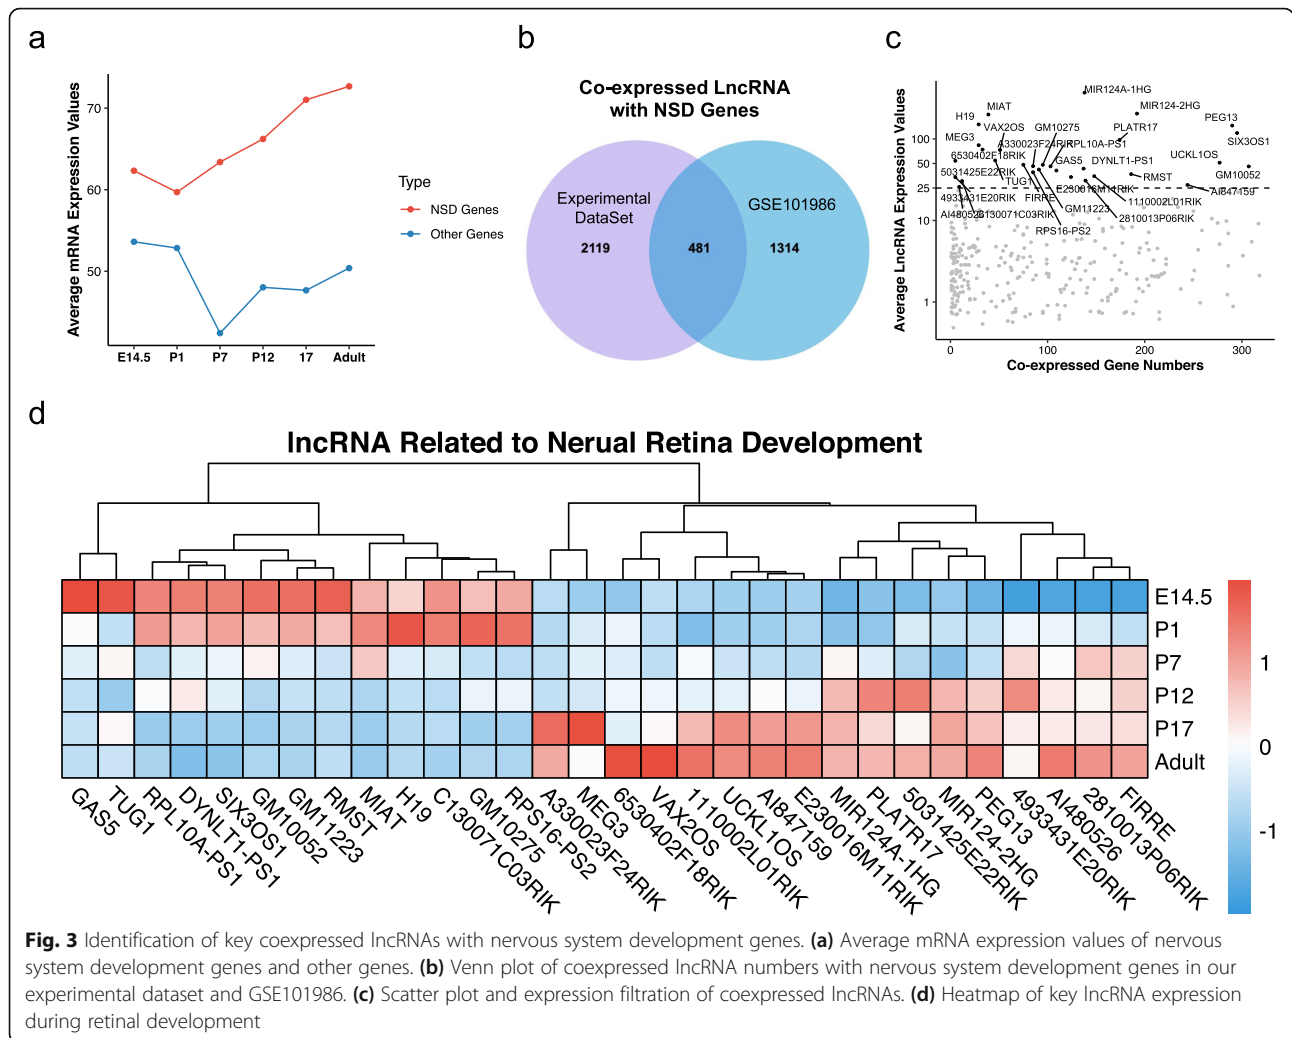 a
b
c
Average mRNA Expression Values
70
60
50
E14.5 P1 P7 P12 17 Adult
Type
NSD Genes
Other Genes
Co-expressed LncRNA
with NSD Genes
Experimental
DataSet
GSE101986
2119
481
1314
Average LncRNA Expression Values
100
50
25
10
1
0 100 200 300
Co-expressed Gene Numbers
MIR124A-1HG
MIAT
MIR124-2HG
H19
PEG13
VAX2OS
GM10275
PLATR17
MEG3
A330023F24RIK
RPL10A-PS1
SIX3OS1
6530402F18RIK
GAS5
DYNLT1-PS1
UCKL1OS
5031425E22RIK
TUG1
RMST
GM10052
E230016M11RIK
AI847159
4933431E20RIK
FIRRE
1110002L01RIK
AI480526
C130071C03RIK
GM11223
2810013P06RIK
RPS16-PS2
d
lncRNA Related to Nerual Retina Development
E14.5
P1
P7
P12
P17
Adult
1
0
-1
GAS5
TUG1
RPL10A-PS1
DYNLT1-PS1
SIX3OS1
GM10052
GM11223
RMST
MIAT
H19
C130071C03RIK
GM10275
RPS16-PS2
A330023F24RIK
MEG3
6530402F18RIK
VAX2OS
1110002L01RIK
UCKL1OS
AI847159
E230016M11RIK
MIR124A-1HG
PLATR17
5031425E22RIK
MIR124-2HG
PEG13
4933431E20RIK
AI480526
2810013P06RIK
FIRRE
Fig. 3 Identification of key coexpressed lncRNAs with nervous system development genes. (a) Average mRNA expression values of nervous
system development genes and other genes. (b) Venn plot of coexpressed lncRNA numbers with nervous system development genes in our
experimental dataset and GSE101986. (c) Scatter plot and expression filtration of coexpressed lncRNAs. (d) Heatmap of key lncRNA expression
during retinal development